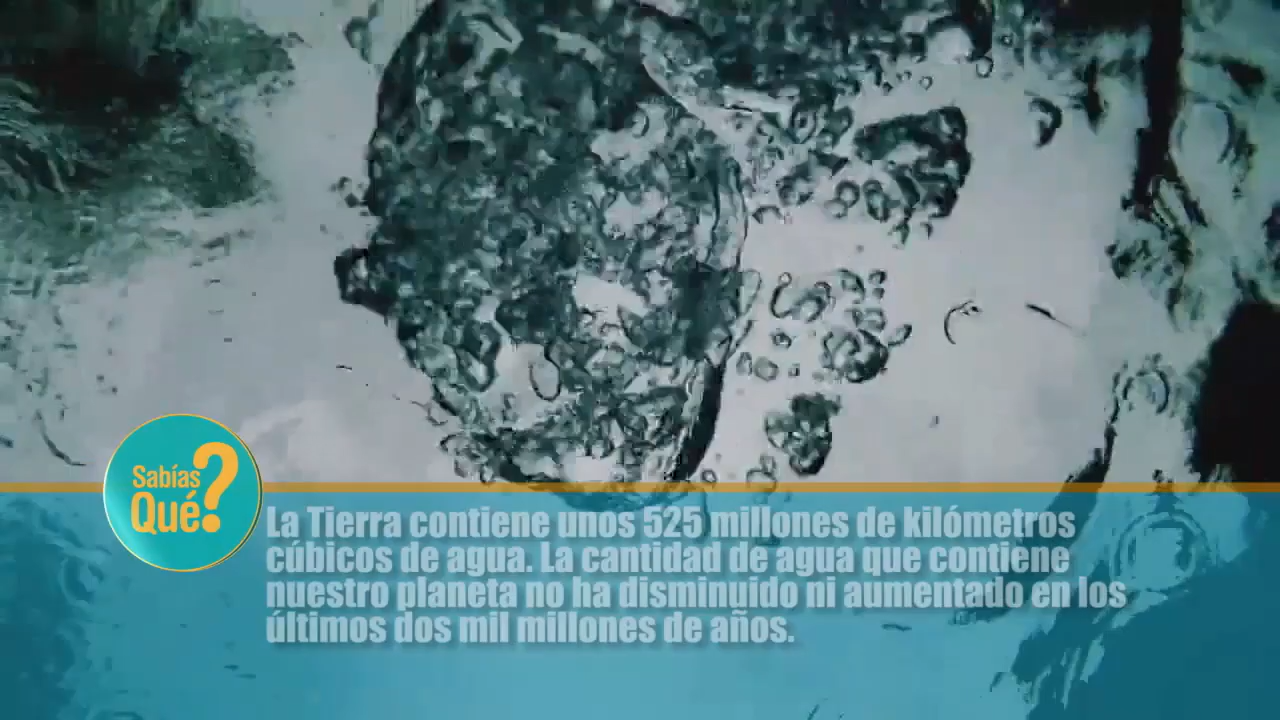 Sabías
Qué?
La Tierra contiene unos 525 millones de kilómetros
cúbicos de agua. La cantidad de agua que contiene
nuestro planeta no ha disminuido ni aumentado en los
últimos dos mil millones de años.